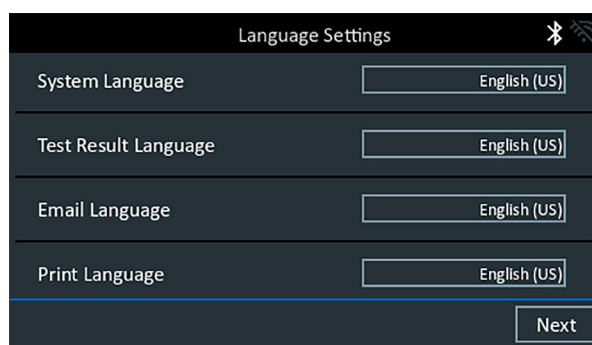 Language Settings
System Language English (US)
Test Result Language English (US)
Email Language English (US)
Print Language English (US)
Next